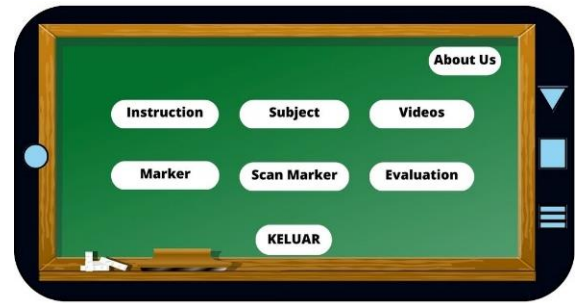 About Us
Instruction Subject Videos
Marker Scan Marker Evaluation
KELUAR